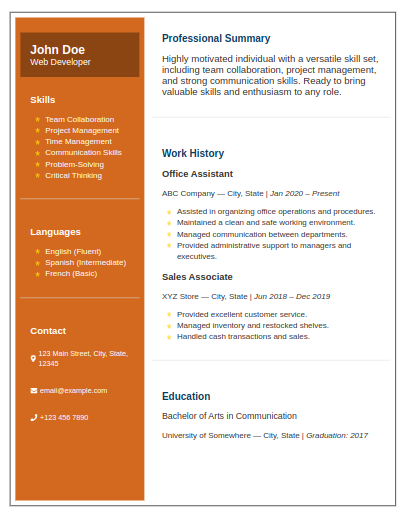 John Doe
Web Developer
Skills
Team Collaboration
Project Management
Time Management
Communication Skills
Problem-Solving
Critical Thinking
Languages
English (Fluent)
Spanish (Intermediate)
French (Basic)
Contact
123 Main Street, City, State,
12345
email@example.com
+123 456 7890
Professional Summary
Highly motivated individual with a versatile skill set,
including team collaboration, project management,
and strong communication skills. Ready to bring
valuable skills and enthusiasm to any role.
Work History
Office Assistant
ABC Company — City, State | Jan 2020 – Present
Assisted in organizing office operations and procedures.
Maintained a clean and safe working environment.
Managed communication between departments.
Provided administrative support to managers and
executives.
Sales Associate
XYZ Store — City, State | Jun 2018 – Dec 2019
Provided excellent customer service.
Managed inventory and restocked shelves.
Handled cash transactions and sales.
Education
Bachelor of Arts in Communication
University of Somewhere — City, State | Graduation: 2017